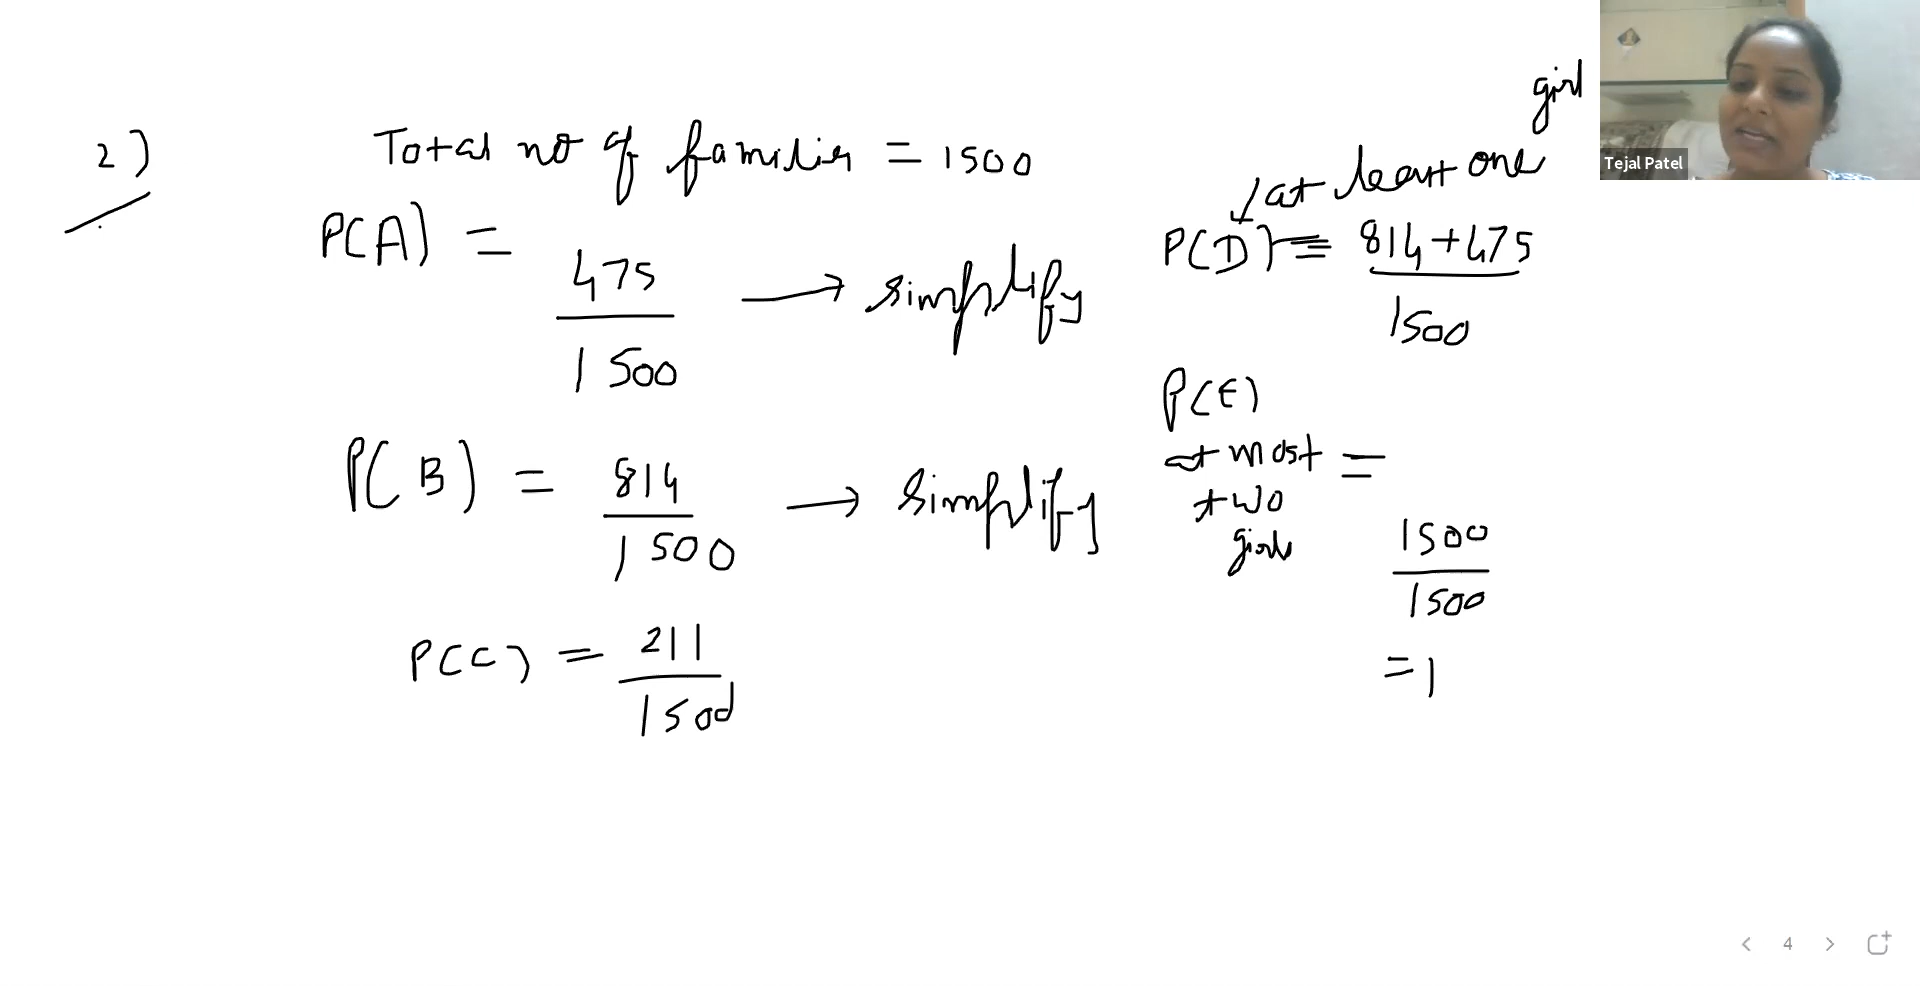 2)
Total no of families = 1500
P(A) = 475/1500 → simplify
P(B) = 814/1500 → simplify
P(C) = 211/1500
at least one girl
P(D) = 814+475/1500
P(E)
at most
two
girls
= 1500/1500
= 1
Tejal Patel
4